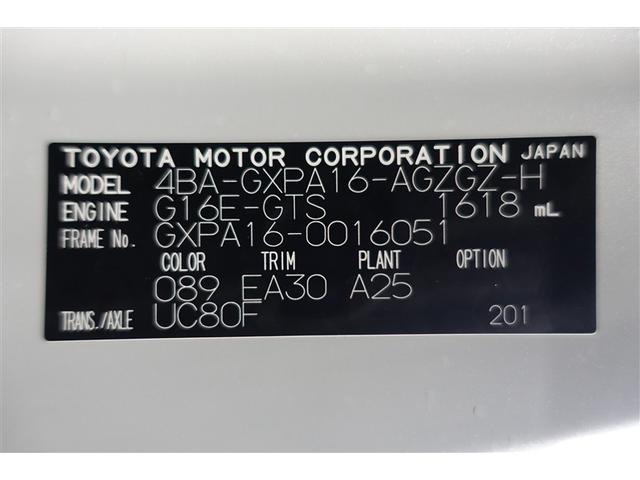 TOYOTA MOTOR CORPORATION JAPAN
MODEL 4BA-GXPA16-AGZGZ-H
ENGINE G16E-GTS 1618 mL
FRAME No. GXPA16-0016051
COLOR TRIM PLANT OPTION
089 EA30 A25
TRANS./AXLE UC80F 201